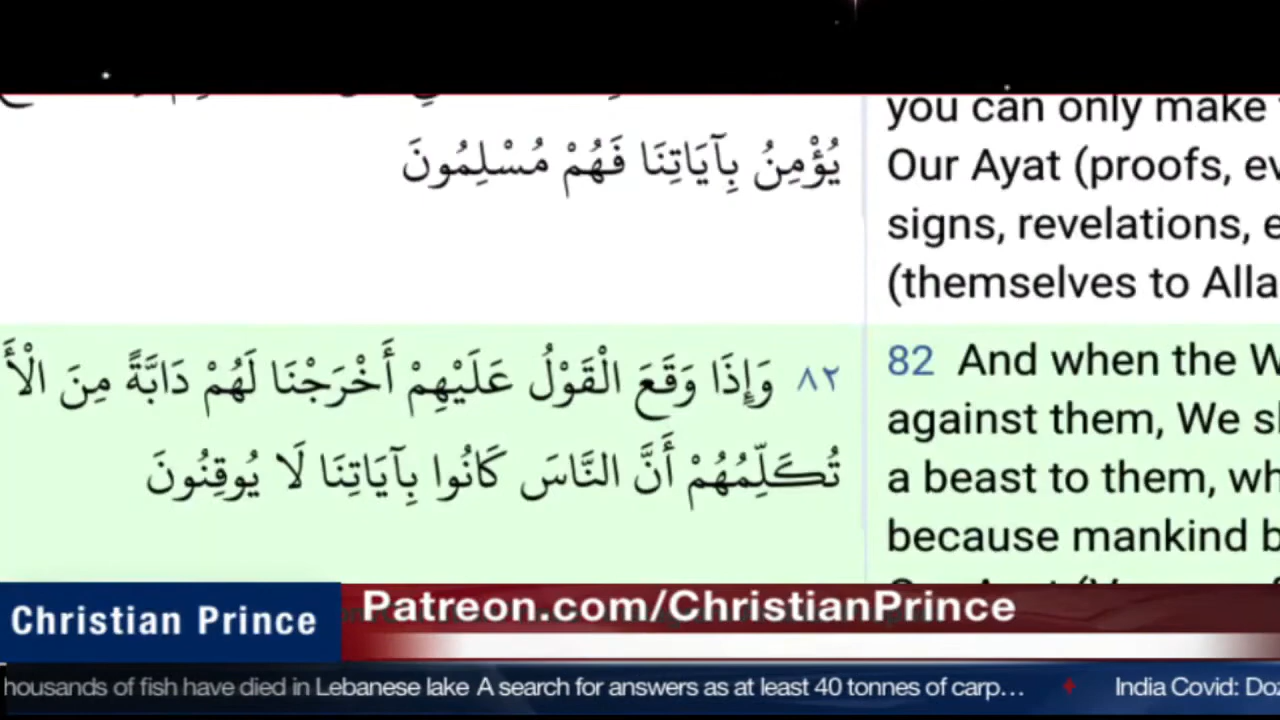 you can only make
يُؤْمِنُ بِآيَاتِنَا فَهُمْ مُسْلِمُونَ
Our Ayat (proofs, ev
signs, revelations, e
(themselves to Alla
٨٢ وَإِذَا وَقَعَ الْقَوْلُ عَلَيْهِمْ أَخْرَجْنَا لَهُمْ دَابَّةً مِنَ الْأَ
تُكَلِّمُهُمْ أَنَّ النَّاسَ كَانُوا بِآيَاتِنَا لَا يُوقِنُونَ
82 And when the W
against them, We sh
a beast to them, wh
because mankind b
Christian Prince
Patreon.com/ChristianPrince
housands of fish have died in Lebanese lake A search for answers as at least 40 tonnes of carp… India Covid: Doz